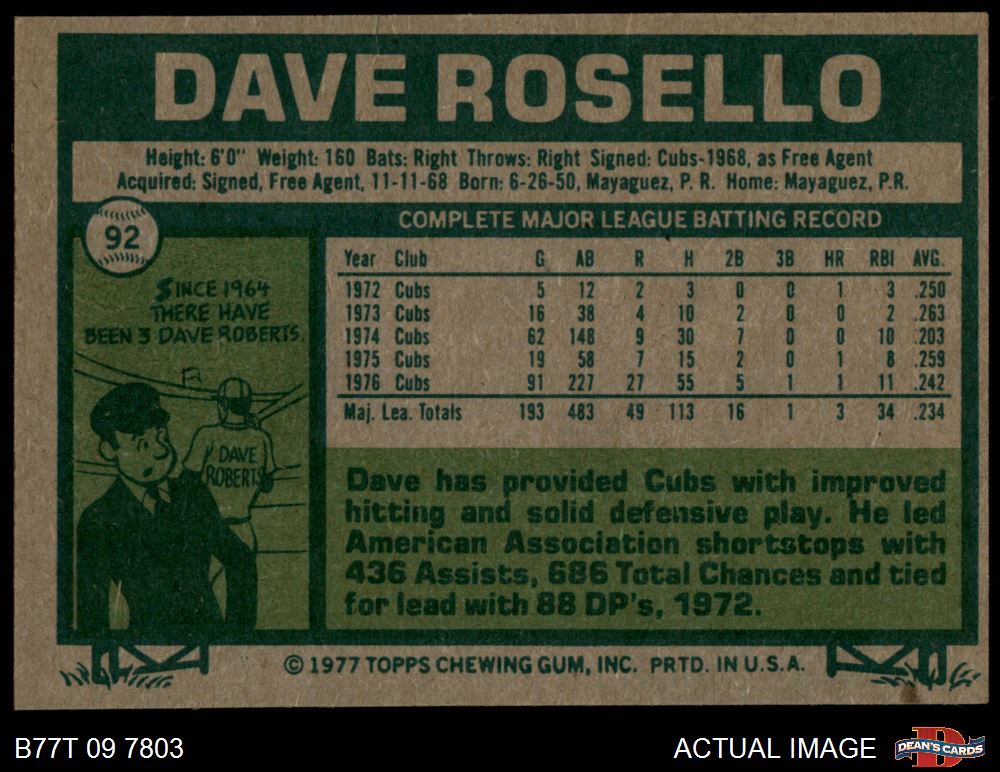 DAVE ROSELLO
Height: 6'0" Weight: 160 Bats: Right Throws: Right Signed: Cubs-1968, as Free Agent
Acquired: Signed, Free Agent, 11-11-68 Born: 6-26-50, Mayaguez, P. R. Home: Mayaguez, P.R.
92
SINCE 1964
THERE HAVE
BEEN 3 DAVE ROBERTS.
DAVE
ROBERTS
COMPLETE MAJOR LEAGUE BATTING RECORD
Year Club G AB R H 2B 3B HR RBI AVG.
1972 Cubs 5 12 2 3 0 0 1 3 .250
1973 Cubs 16 38 4 10 2 0 0 2 .263
1974 Cubs 62 148 9 30 7 0 0 10 .203
1975 Cubs 19 58 7 15 2 0 1 8 .259
1976 Cubs 91 227 27 55 5 1 1 11 .242
Maj. Lea. Totals 193 483 49 113 16 1 3 34 .234
Dave has provided Cubs with improved
hitting and solid defensive play. He led
American Association shortstops with
436 Assists, 686 Total Chances and tied
for lead with 88 DP's, 1972.
© 1977 TOPPS CHEWING GUM, INC. PRTD. IN U.S.A.
B77T 09 7803
ACTUAL IMAGE
D
DEAN'S CARDS